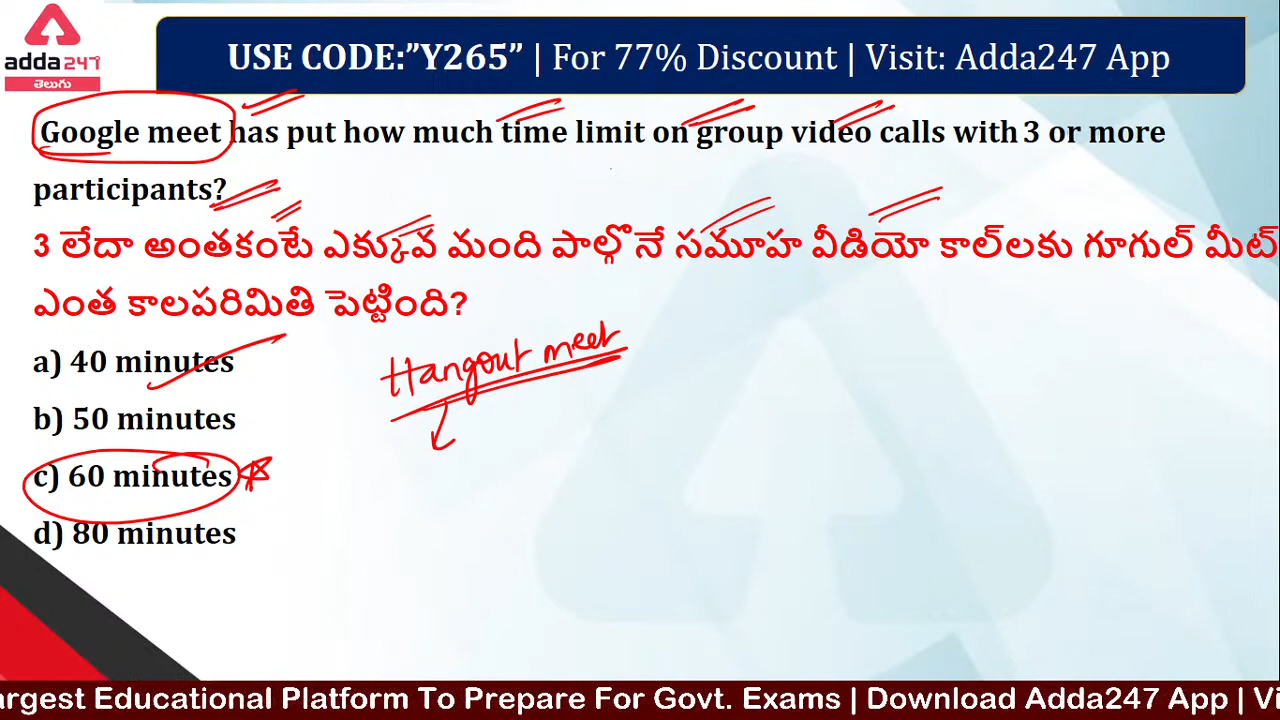 adda247
తెలుగు
USE CODE:”Y265” | For 77% Discount | Visit: Adda247 App
Google meet has put how much time limit on group video calls with 3 or more
participants?
3 లేదా అంతకంటే ఎక్కువ మంది పాల్గొనే సమూహ వీడియో కాల్‌లకు గూగుల్ మీట్
ఎంత కాలపరిమితి పెట్టింది?
a) 40 minutes
Hangout meet
b) 50 minutes
c) 60 minutes
d) 80 minutes
argest Educational Platform To Prepare For Govt. Exams | Download Adda247 App | Vi